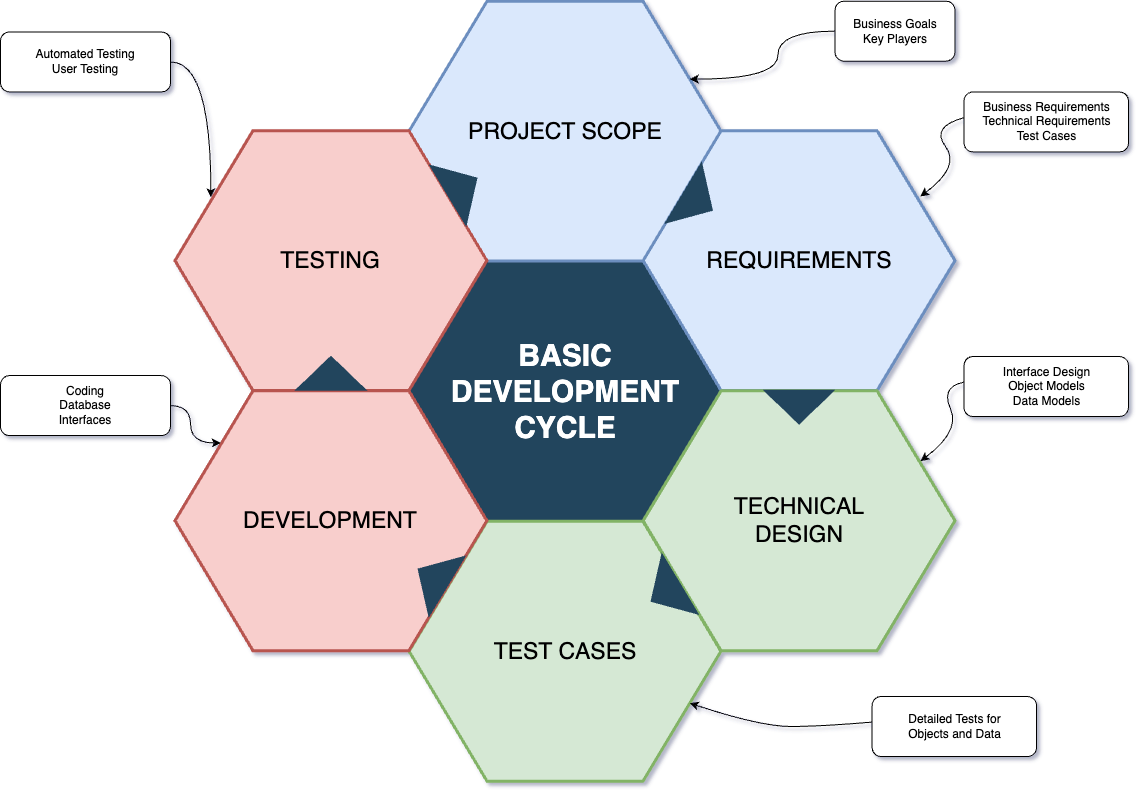 Business Goals
Key Players
Automated Testing
User Testing
PROJECT SCOPE
Business Requirements
Technical Requirements
Test Cases
TESTING
REQUIREMENTS
BASIC
DEVELOPMENT
CYCLE
Interface Design
Object Models
Data Models
Coding
Database
Interfaces
DEVELOPMENT
TECHNICAL
DESIGN
TEST CASES
Detailed Tests for
Objects and Data